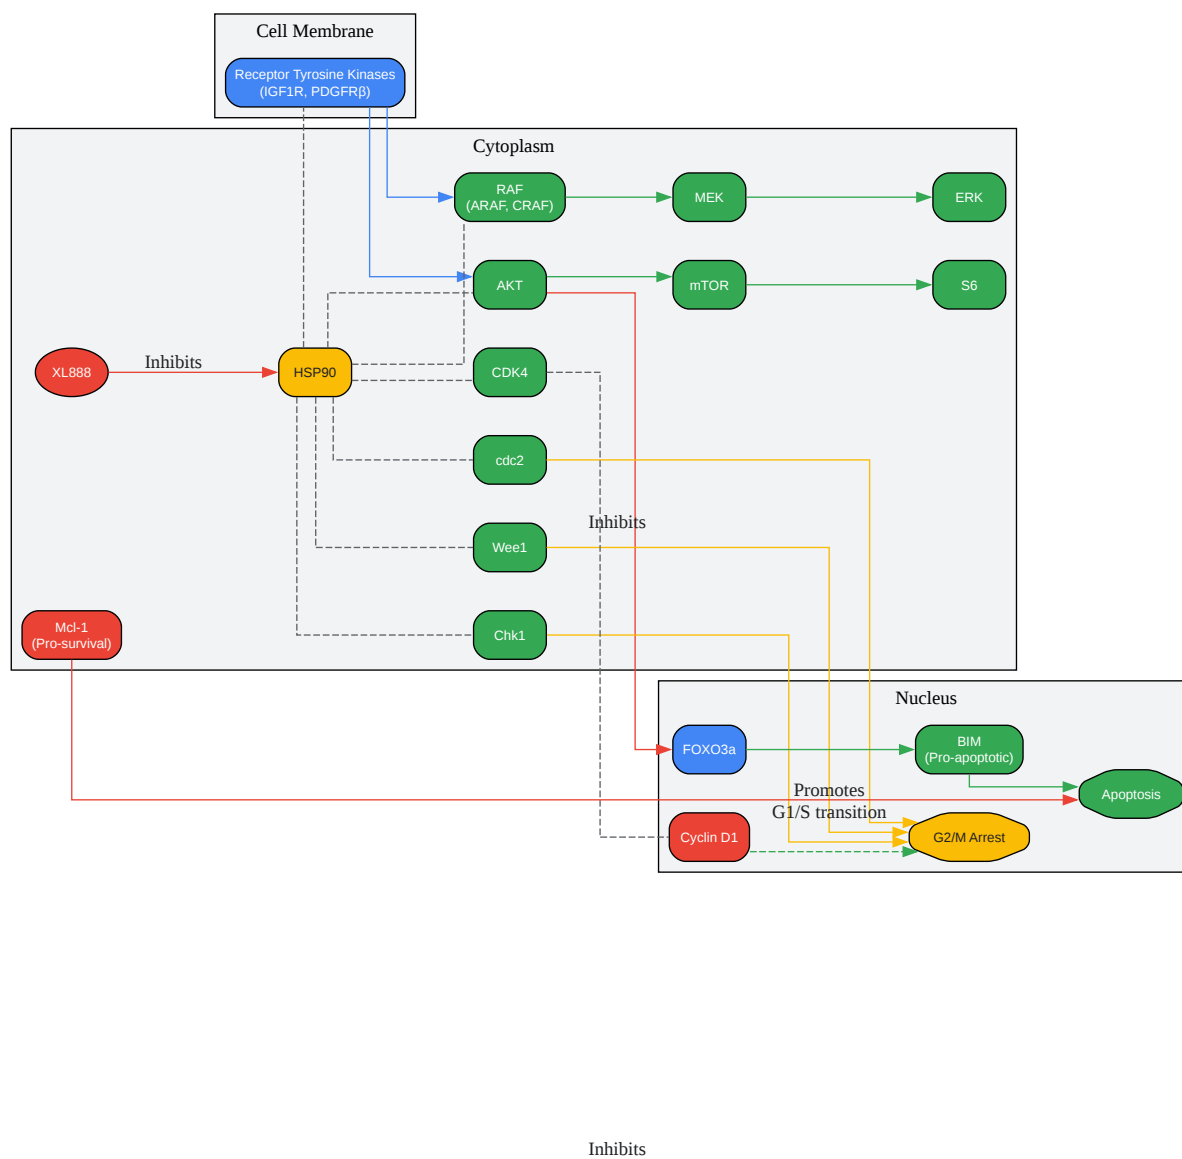 Cell Membrane
Receptor Tyrosine Kinases
(IGF1R, PDGFRβ)
Cytoplasm
RAF
(ARAF, CRAF)
MEK
ERK
AKT
mTOR
S6
XL888
Inhibits
HSP90
CDK4
cdc2
Inhibits
Wee1
Mcl-1
(Pro-survival)
Chk1
Nucleus
FOXO3a
BIM
(Pro-apoptotic)
Promotes
G1/S transition
Apoptosis
Cyclin D1
G2/M Arrest
Inhibits